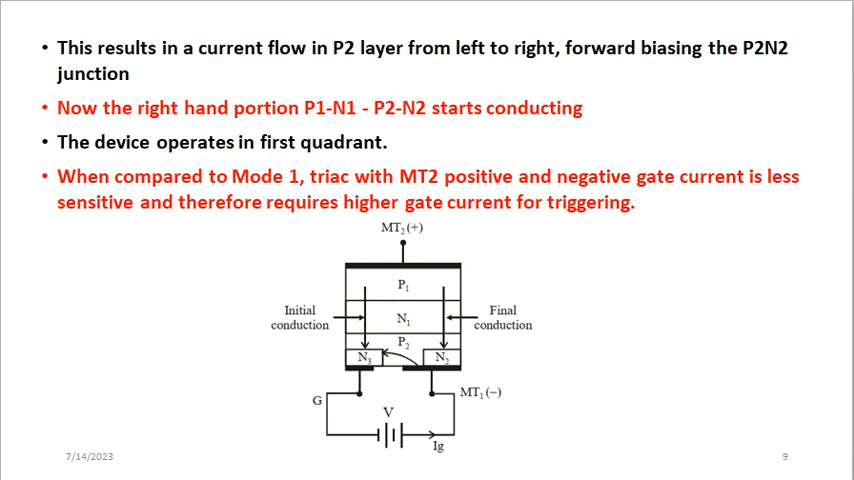 • This results in a current flow in P2 layer from left to right, forward biasing the P2N2
junction
• Now the right hand portion P1-N1 - P2-N2 starts conducting
• The device operates in first quadrant.
• When compared to Mode 1, triac with MT2 positive and negative gate current is less
sensitive and therefore requires higher gate current for triggering.
MT₂(+)
P₁
Initial
conduction
N₁
Final
conduction
P₂
N₃
N₂
G
MT₁(−)
V
Ig
7/14/2023
9